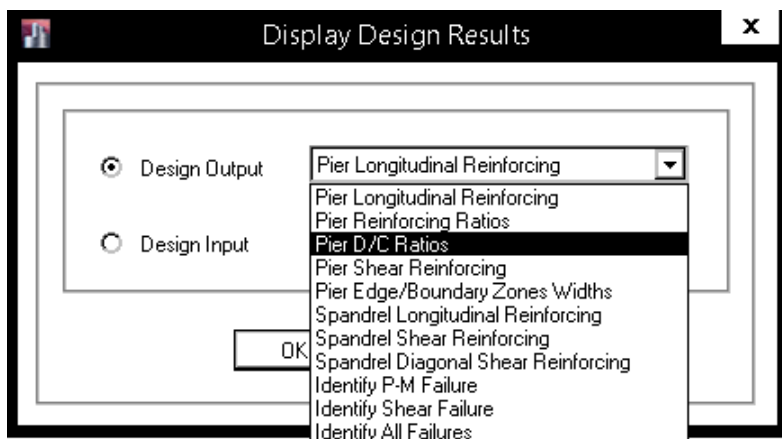 Display Design Results
x
Design Output
Pier Longitudinal Reinforcing
Pier Longitudinal Reinforcing
Pier Reinforcing Ratios
Design Input
Pier D/C Ratios
Pier Shear Reinforcing
Pier Edge/Boundary Zones Widths
Spandrel Longitudinal Reinforcing
OK
Spandrel Shear Reinforcing
Spandrel Diagonal Shear Reinforcing
Identify P-M Failure
Identify Shear Failure
Identify All Failures